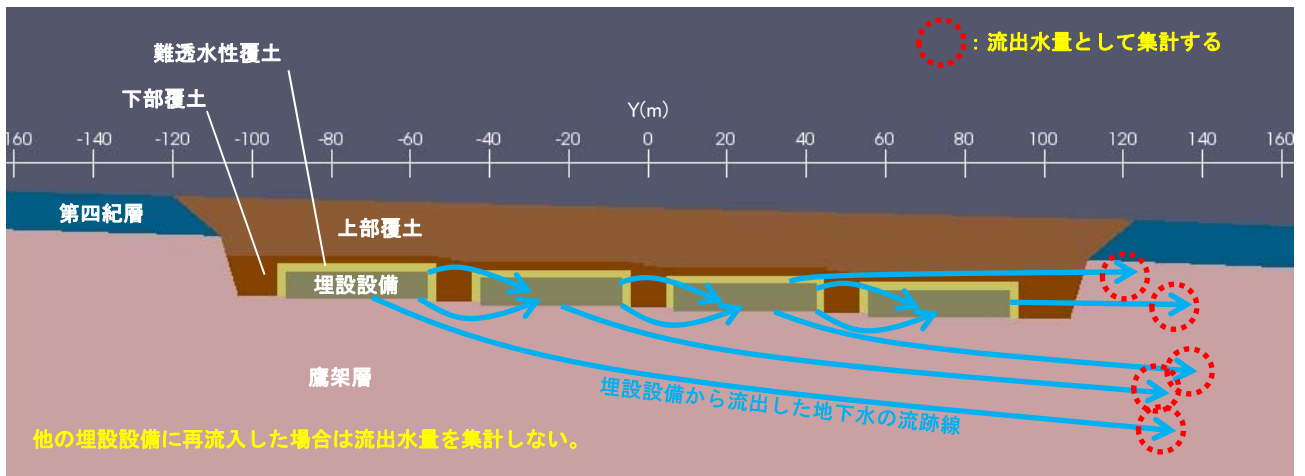 難透水性覆土
:流出水量として集計する
下部覆土
Y(m)
160 -140 -120 -100 -80 -60 -40 -20 0 20 40 60 80 100 120 140 160
第四紀層
上部覆土
埋設設備
鷹架層
埋設設備から流出した地下水の流跡線
他の埋設設備に再流入した場合は流出水量を集計しない。